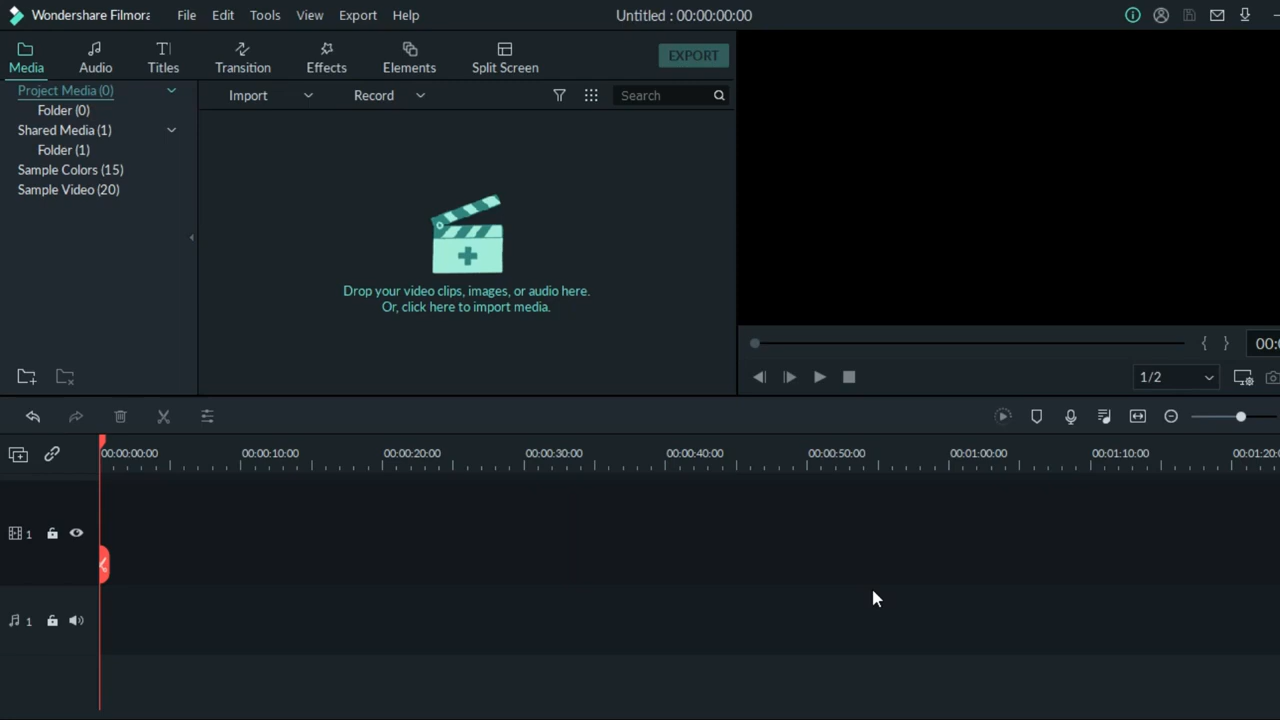 Wondershare Filmora File Edit Tools View Export Help Untitled : 00:00:00:00
Media Audio Titles Transition Effects Elements Split Screen EXPORT
Project Media (0) Import Record Search
Folder (0)
Shared Media (1)
Folder (1)
Sample Colors (15)
Sample Video (20)
Drop your video clips, images, or audio here.
Or, click here to import media.
{ } 00:
1/2
00:00:00:00 00:00:10:00 00:00:20:00 00:00:30:00 00:00:40:00 00:00:50:00 00:01:00:00 00:01:10:00 00:01:20:
1
1